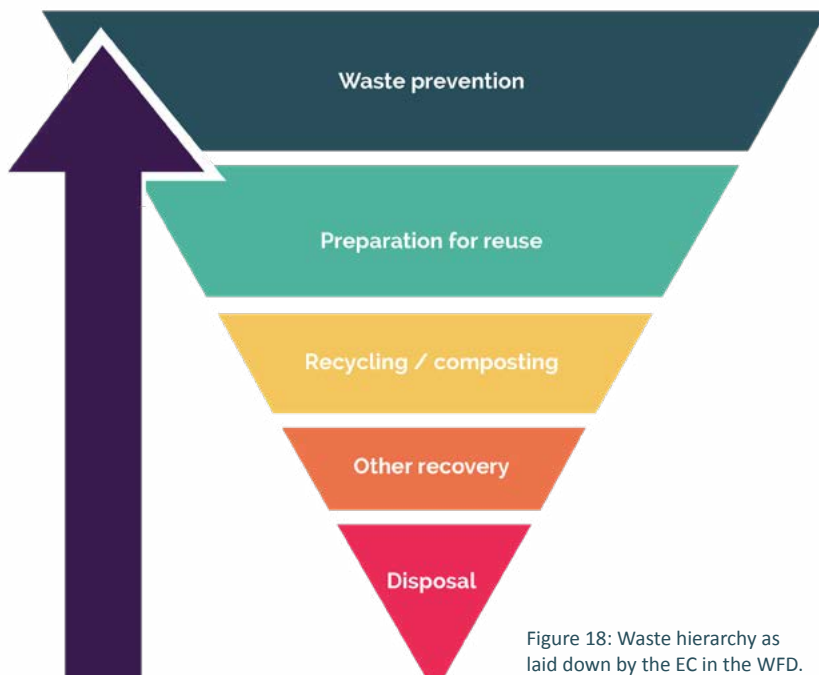 Waste prevention
Preparation for reuse
Recycling / composting
Other recovery
Disposal
Figure 18: Waste hierarchy as
laid down by the EC in the WFD.